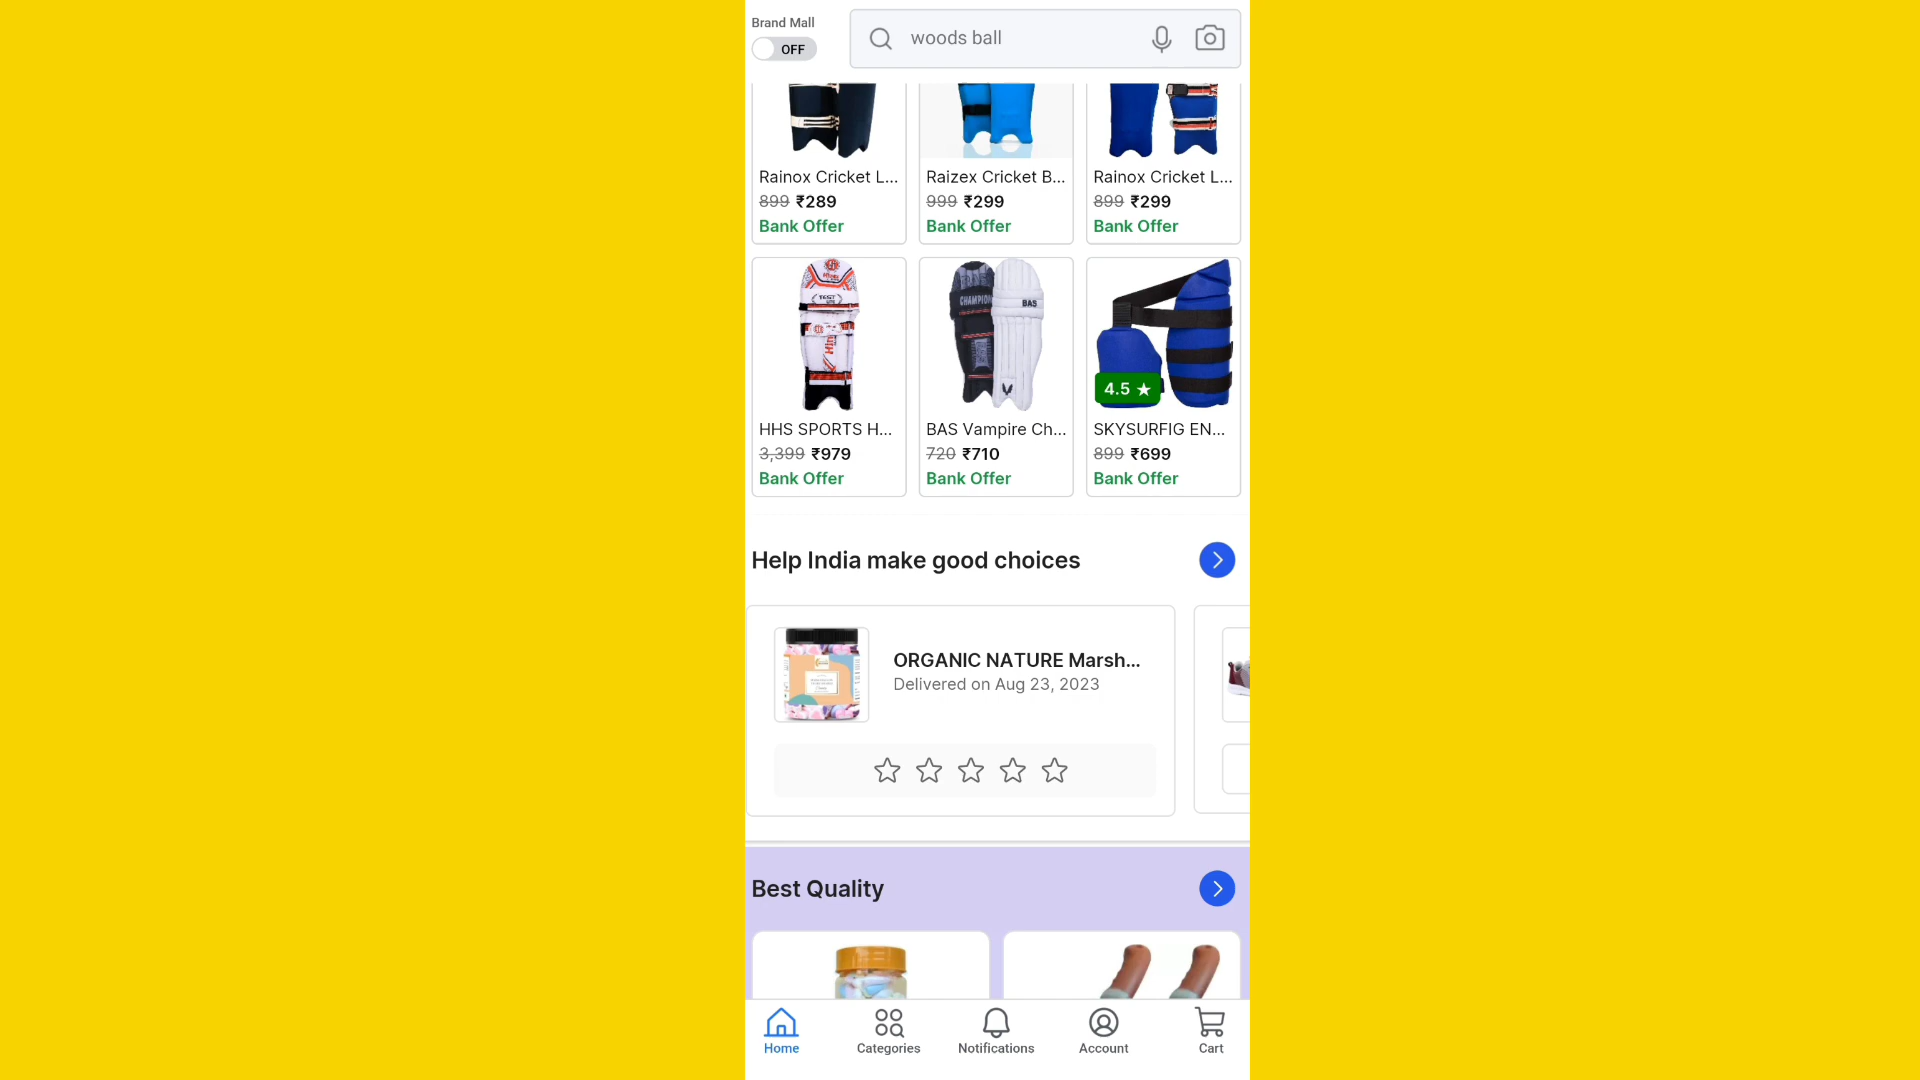 Brand Mall
OFF
woods ball
Rainox Cricket L...
899 ₹289
Bank Offer
Raizex Cricket B...
999 ₹299
Bank Offer
Rainox Cricket L...
899 ₹299
Bank Offer
TEST
CHAMPION
BAS
4.5 ★
HHS SPORTS H...
3,399 ₹979
Bank Offer
BAS Vampire Ch...
720 ₹710
Bank Offer
SKYSURFIG EN...
899 ₹699
Bank Offer
Help India make good choices
ORGANIC NATURE Marsh...
Delivered on Aug 23, 2023
Best Quality
Home
Categories
Notifications
Account
Cart